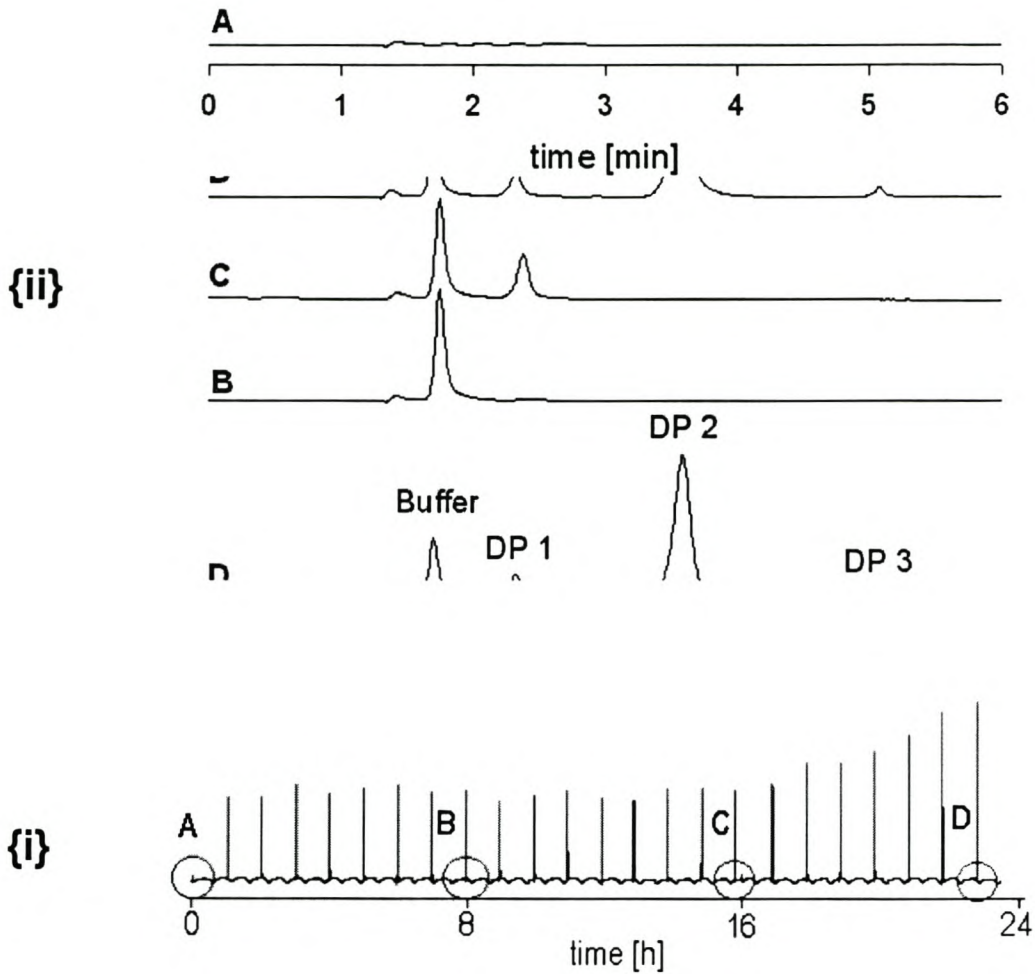 A
0 1 2 3 4 5 6
time [min]
C
{ii}
B
DP 2
Buffer
DP 1
DP 3
A B C D
{i}
0 8 16 24
time [h]